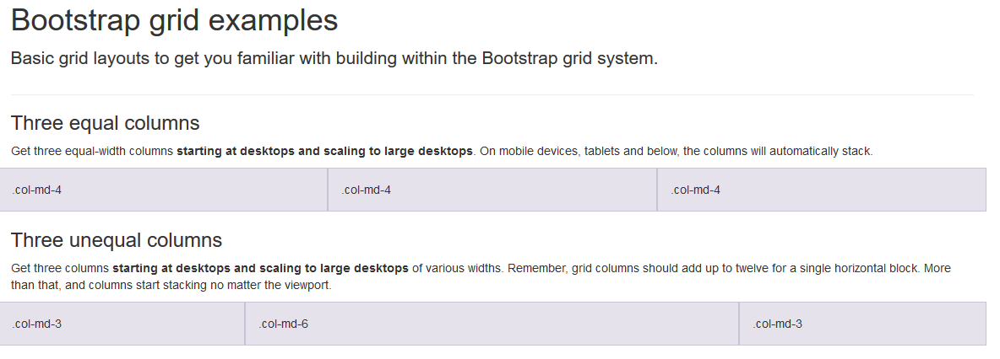 Bootstrap grid examples
Basic grid layouts to get you familiar with building within the Bootstrap grid system.
Three equal columns
Get three equal-width columns starting at desktops and scaling to large desktops. On mobile devices, tablets and below, the columns will automatically stack.
.col-md-4 .col-md-4 .col-md-4
Three unequal columns
Get three columns starting at desktops and scaling to large desktops of various widths. Remember, grid columns should add up to twelve for a single horizontal block. More
than that, and columns start stacking no matter the viewport.
.col-md-3 .col-md-6 .col-md-3